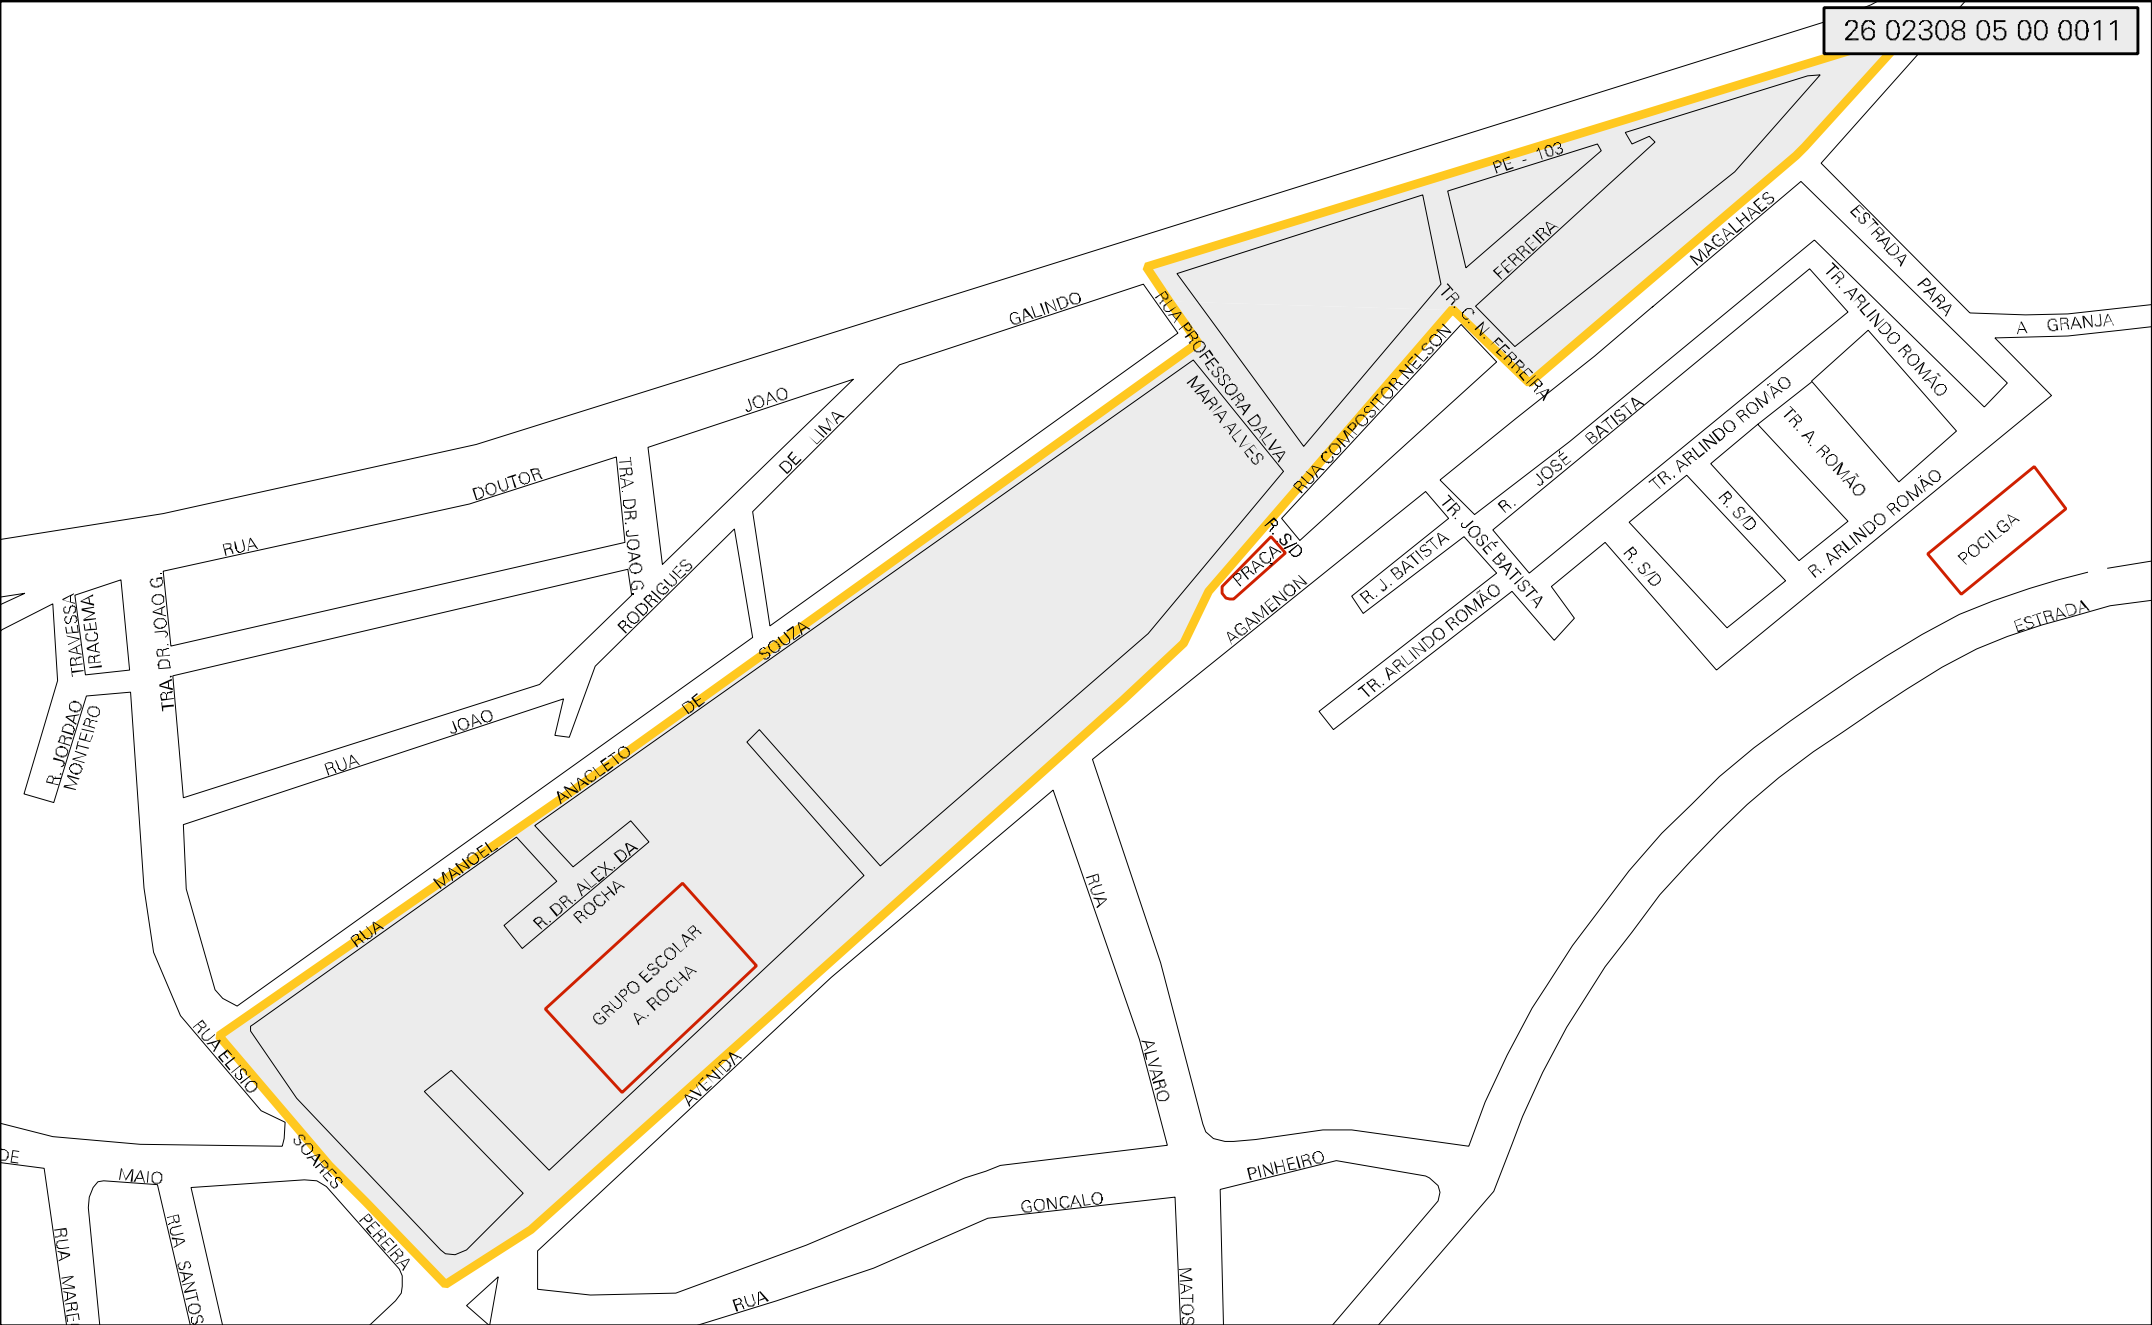 26 02308 05 00 0011
PE - 103
FERREIRA
MAGALHAES
ESTRADA PARA
A GRANJA
GALINDO
RUA PROFESSORA DALVA
MARIA ALVES
TR. C. N. FERREIRA
RUA COMPOSITOR NELSON
TR. ARLINDO ROMÃO
JOAO
DE LIMA
R. JOSÉ BATISTA
TR. ARLINDO ROMÃO
TR. A. ROMÃO
DOUTOR
TRA. DR. JOAO G.
R. S/D
R. ARLINDO ROMÃO
RUA
R. S/D
PRAÇA
TR. JOSÉ BATISTA
R. J. BATISTA
R. S/D
POCILGA
TRAVESSA
IRACEMA
TRA. DR. JOAO G.
RODRIGUES
SOUZA
AGAMENON
TR. ARLINDO ROMÃO
ESTRADA
R. JORDAO
MONTEIRO
RUA
JOAO
DE
ANACLETO
MANOEL
RUA
R. DR. ALEX. DA
ROCHA
GRUPO ESCOLAR
A. ROCHA
RUA
RUA ELISIO
AVENIDA
ALVARO
SOARES
DE
MAIO
PINHEIRO
PEREIRA
GONCALO
RUA
RUA SANTOS
RUA
MATOS